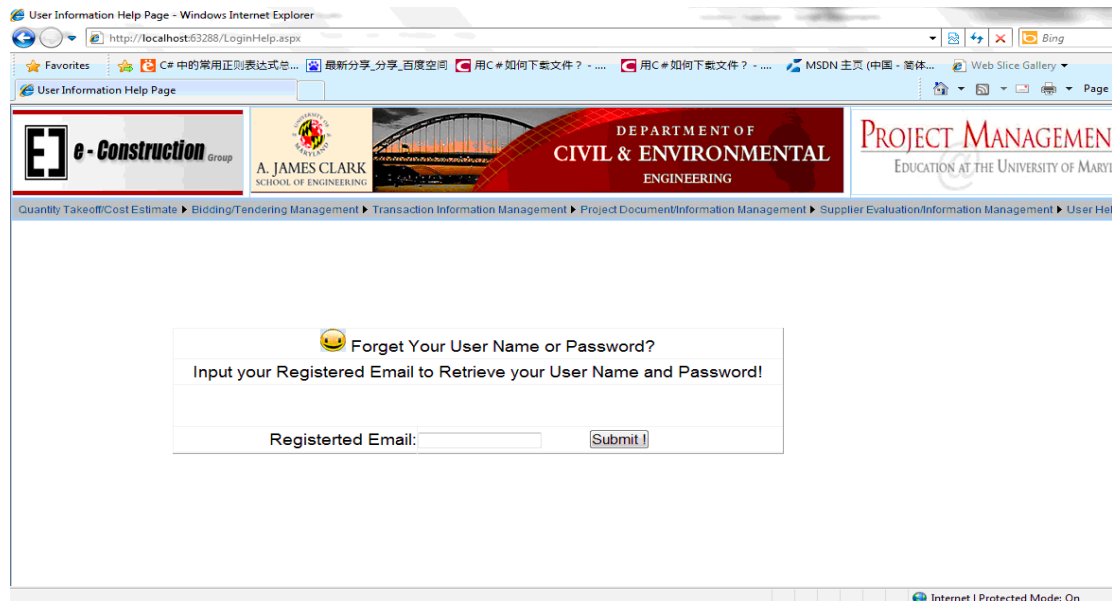 User Information Help Page - Windows Internet Explorer
http://localhost:63288/LoginHelp.aspx
Bing
Favorites C# 中的常用正则表达式总... 最新分享_分享_百度空间 用C#如何下载文件？ - .... 用C#如何下载文件？ - .... MSDN 主页 (中国 - 简体... Web Slice Gallery
User Information Help Page
Page
e - Construction Group
UNIVERSITY OF MARYLAND
A. JAMES CLARK
SCHOOL OF ENGINEERING
DEPARTMENT OF
CIVIL & ENVIRONMENTAL
ENGINEERING
PROJECT MANAGEMEN
EDUCATION @ AT THE UNIVERSITY OF MARYL
Quantity Takeoff/Cost Estimate Bidding/Tendering Management Transaction Information Management Project Document/Information Management Supplier Evaluation/Information Management User Hel
Forget Your User Name or Password?
Input your Registered Email to Retrieve your User Name and Password!
Registerted Email: Submit !
Internet | Protected Mode: On